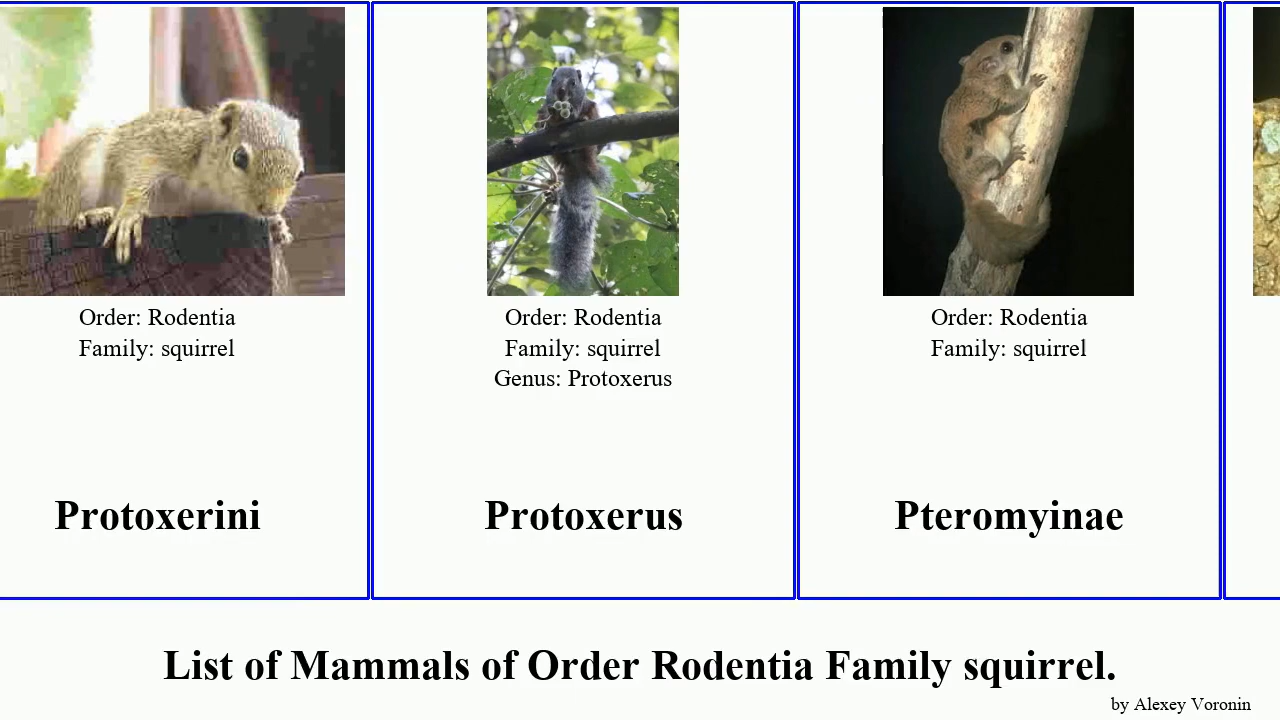 Order: Rodentia
Family: squirrel
Protoxerini
Order: Rodentia
Family: squirrel
Genus: Protoxerus
Protoxerus
Order: Rodentia
Family: squirrel
Pteromyinae
List of Mammals of Order Rodentia Family squirrel.
by Alexey Voronin